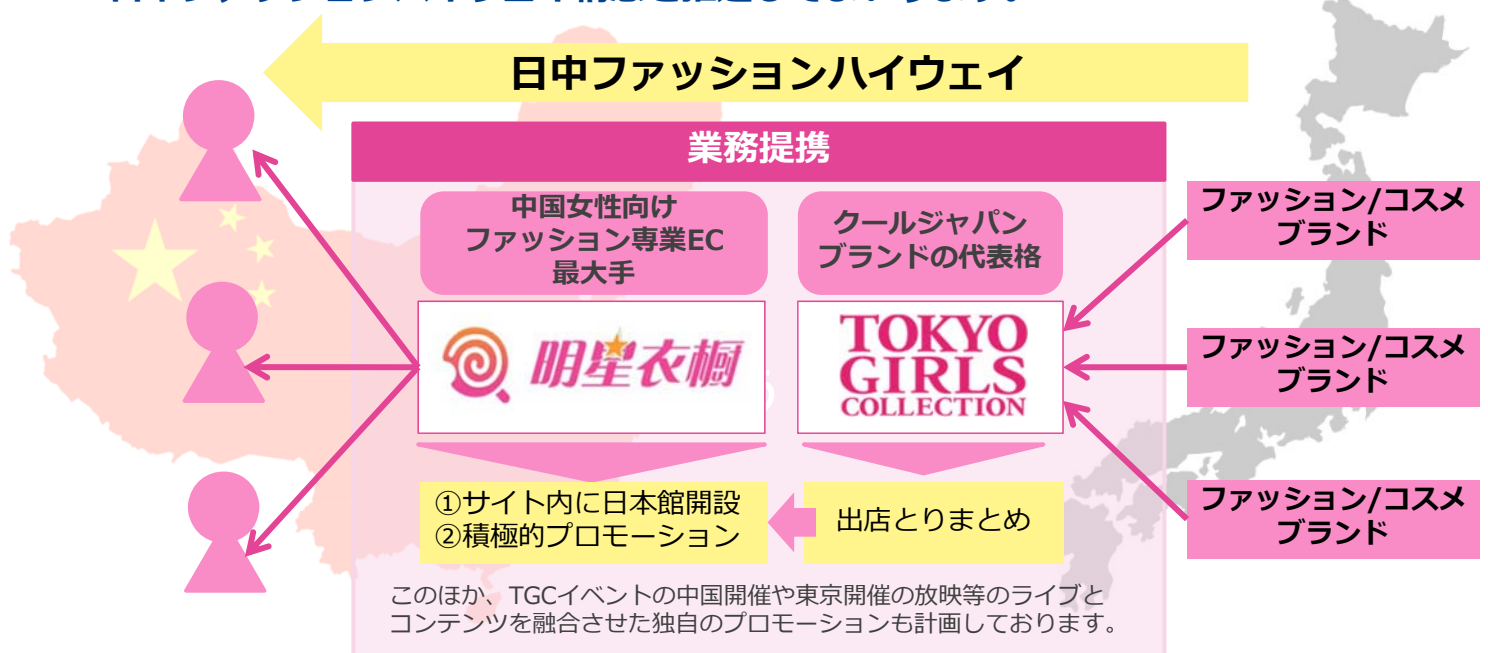 日中ファッションハイウェイ
業務提携
中国女性向け
ファッション専業EC
最大手
クールジャパン
ブランドの代表格
明星衣橱
TOKYO
GIRLS
COLLECTION
ファッション/コスメ
ブランド
ファッション/コスメ
ブランド
ファッション/コスメ
ブランド
①サイト内に日本館開設
②積極的プロモーション
出店とりまとめ
このほか、TGCイベントの中国開催や東京開催の放映等のライブと
コンテンツを融合させた独自のプロモーションも計画しております。